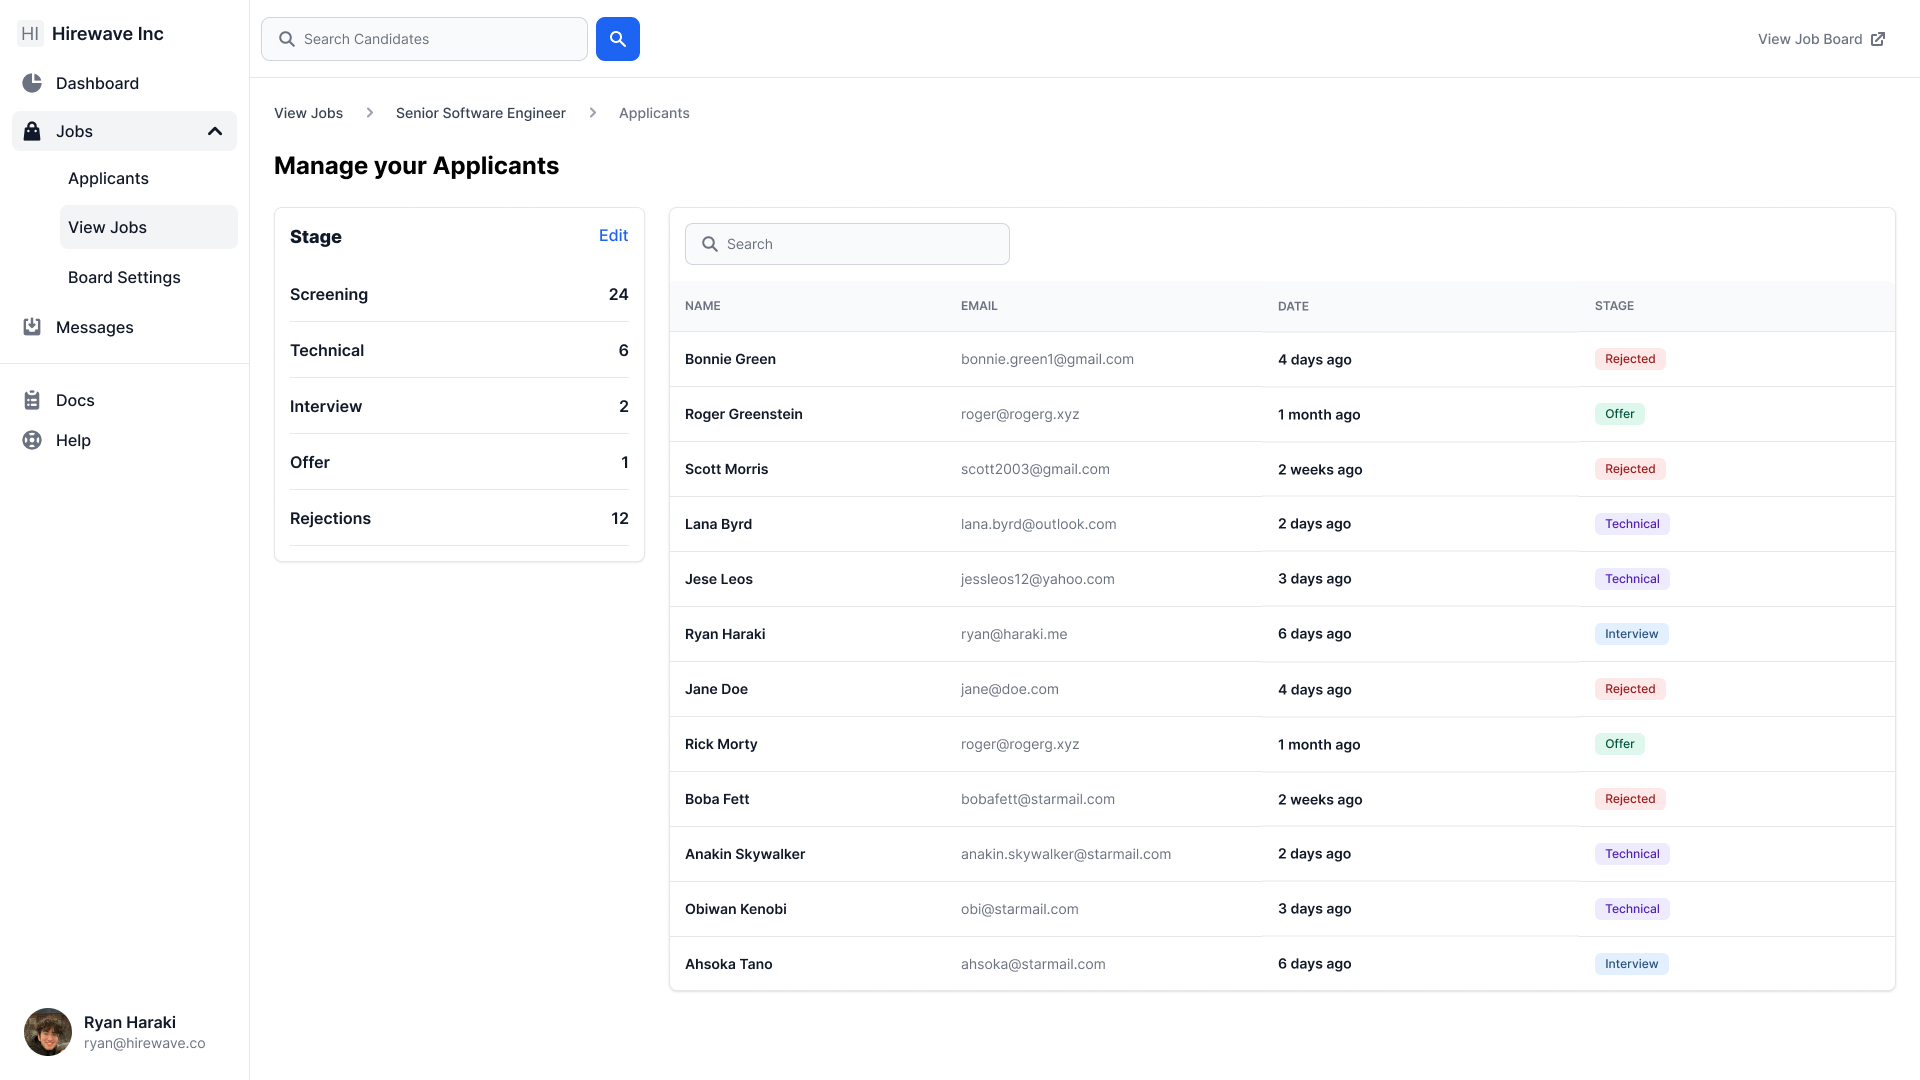 HI Hirewave Inc
Dashboard
Jobs
Applicants
View Jobs
Board Settings
Messages
Docs
Help
Ryan Haraki
ryan@hirewave.co
Search Candidates
View Job Board
View Jobs Senior Software Engineer Applicants
Manage your Applicants
Stage Edit
Screening 24
Technical 6
Interview 2
Offer 1
Rejections 12
Search
NAME EMAIL DATE STAGE
Bonnie Green bonnie.green1@gmail.com 4 days ago Rejected
Roger Greenstein roger@rogerg.xyz 1 month ago Offer
Scott Morris scott2003@gmail.com 2 weeks ago Rejected
Lana Byrd lana.byrd@outlook.com 2 days ago Technical
Jese Leos jessleos12@yahoo.com 3 days ago Technical
Ryan Haraki ryan@haraki.me 6 days ago Interview
Jane Doe jane@doe.com 4 days ago Rejected
Rick Morty roger@rogerg.xyz 1 month ago Offer
Boba Fett bobafett@starmail.com 2 weeks ago Rejected
Anakin Skywalker anakin.skywalker@starmail.com 2 days ago Technical
Obiwan Kenobi obi@starmail.com 3 days ago Technical
Ahsoka Tano ahsoka@starmail.com 6 days ago Interview